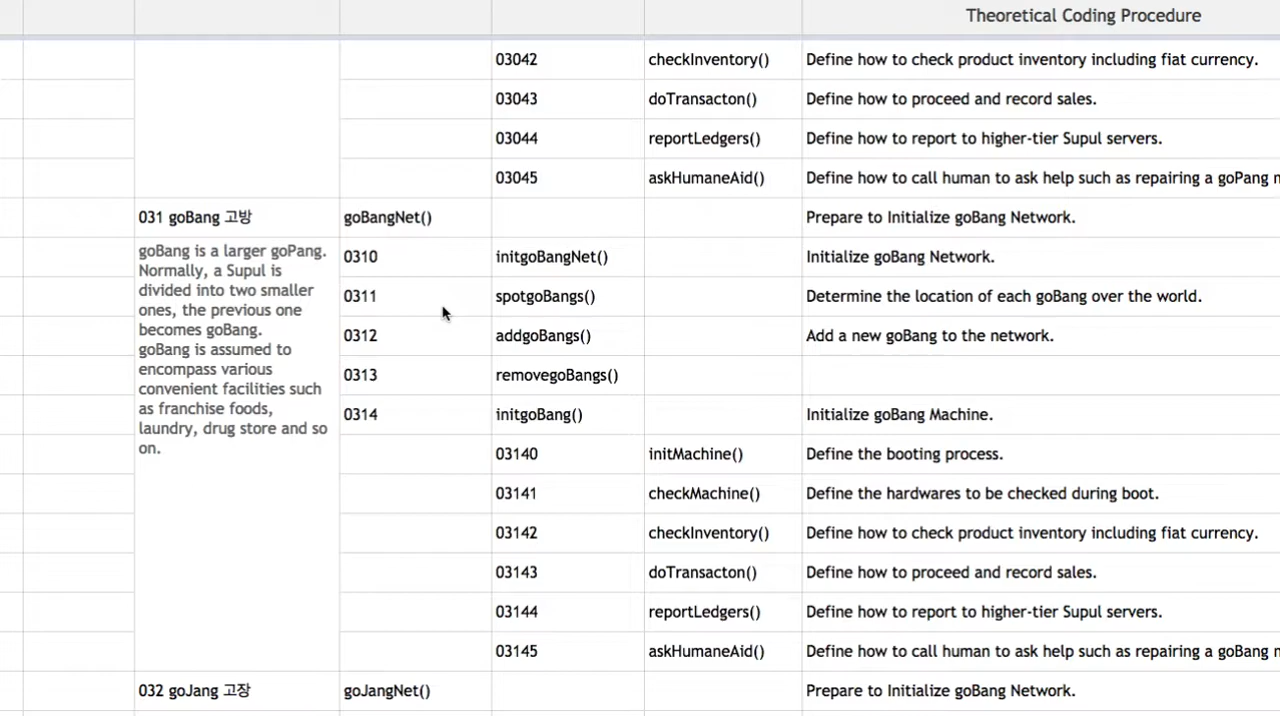 Theoretical Coding Procedure
03042 checkInventory() Define how to check product inventory including fiat currency.
03043 doTransacton() Define how to proceed and record sales.
03044 reportLedgers() Define how to report to higher-tier Supul servers.
03045 askHumaneAid() Define how to call human to ask help such as repairing a goPang
031 goBang 고방 goBangNet() Prepare to Initialize goBang Network.
goBang is a larger goPang.
Normally, a Supul is
divided into two smaller
ones, the previous one
becomes goBang.
goBang is assumed to
encompass various
convenient facilities such
as franchise foods,
laundry, drug store and so
on.
0310 initgoBangNet() Initialize goBang Network.
0311 spotgoBangs() Determine the location of each goBang over the world.
0312 addgoBangs() Add a new goBang to the network.
0313 removegoBangs()
0314 initgoBang() Initialize goBang Machine.
03140 initMachine() Define the booting process.
03141 checkMachine() Define the hardwares to be checked during boot.
03142 checkInventory() Define how to check product inventory including fiat currency.
03143 doTransacton() Define how to proceed and record sales.
03144 reportLedgers() Define how to report to higher-tier Supul servers.
03145 askHumaneAid() Define how to call human to ask help such as repairing a goBang
032 goJang 고장 goJangNet() Prepare to Initialize goBang Network.